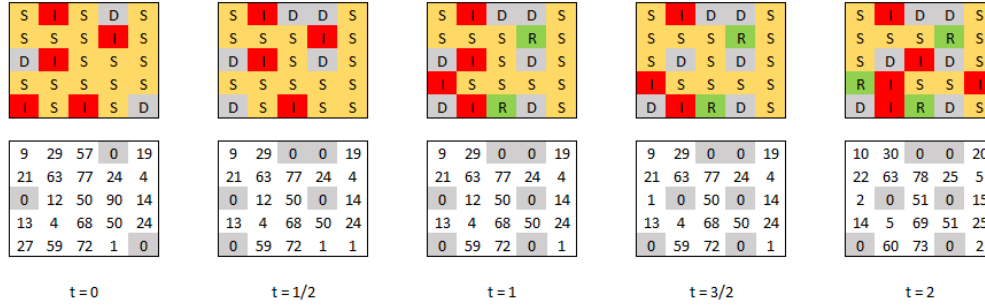 S I S D S S I D D S S I D D S S I D D S S I D D S
S S S I S S S S I S S S S R S S S S R S S S S R S
D I S S S D I S D S D I S D S S D S D S S D I D S
S S S S S S S S S S I S S S S I S S S S R I S S I
I S I S D D S I S S D I R D S D I R D S D I R D S
9 29 57 0 19 9 29 0 0 19 9 29 0 0 19 9 29 0 0 19 10 30 0 0 20
21 63 77 24 4 21 63 77 24 4 21 63 77 24 4 21 63 77 24 4 22 63 78 25 5
0 12 50 90 14 0 12 50 0 14 0 12 50 0 14 1 0 50 0 14 2 0 51 0 15
13 4 68 50 24 13 4 68 50 24 13 4 68 50 24 13 4 68 50 24 14 5 69 51 25
27 59 72 1 0 0 59 72 1 1 0 59 72 0 1 0 59 72 0 1 0 60 73 0 2
t = 0 t = 1/2 t = 1 t = 3/2 t = 2